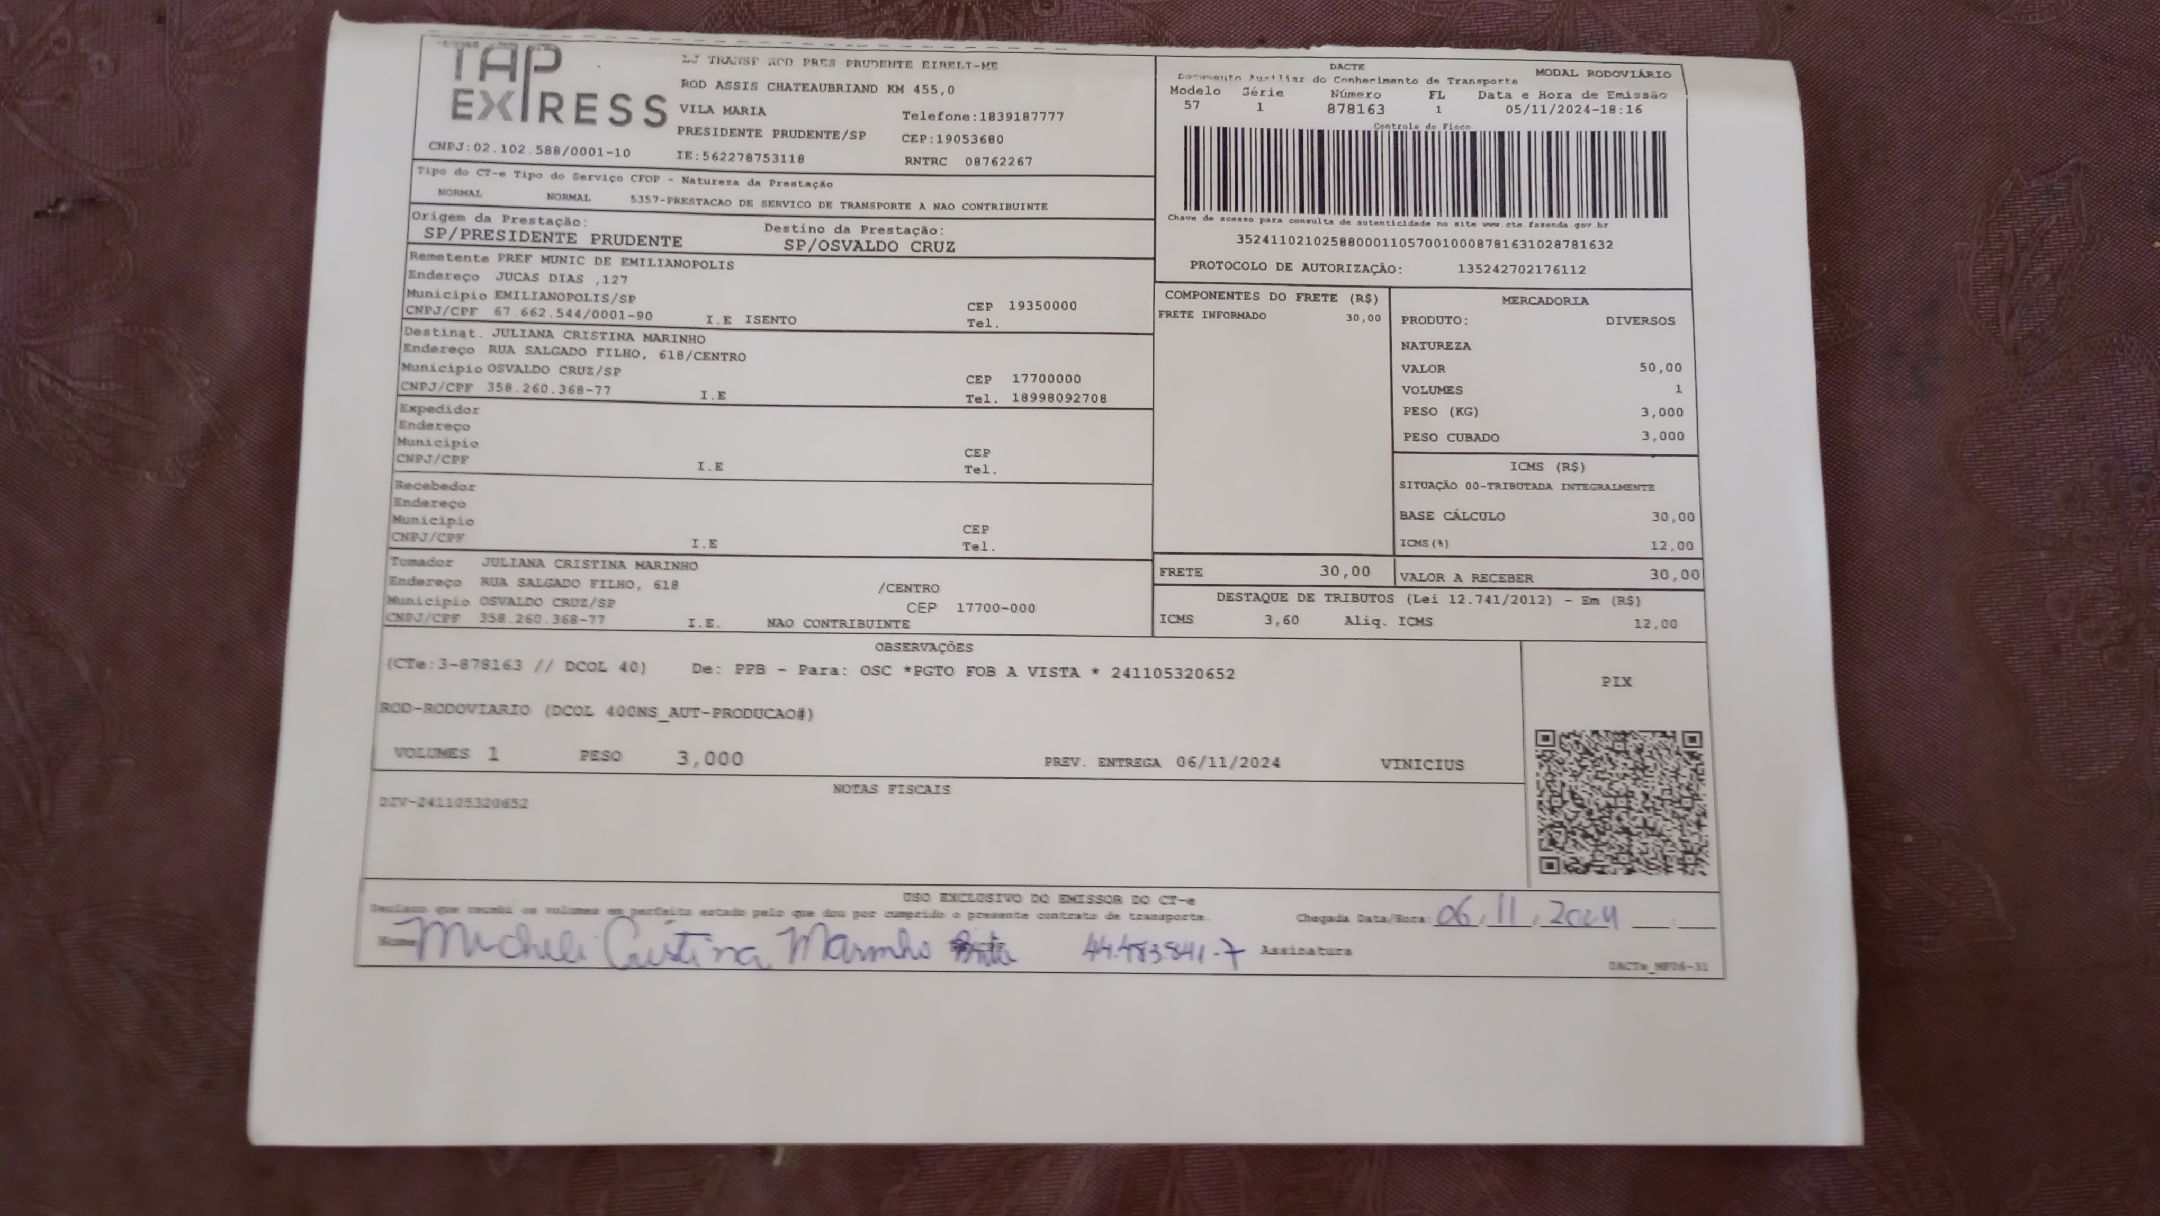 TAP
EXPRESS
CNPJ:02.102.588/0001-10
LJ TRANSP ROD PRES PRUDENTE EIRELI-ME
ROD ASSIS CHATEAUBRIAND KM 455,0
VILA MARIA Telefone:1839187777
PRESIDENTE PRUDENTE/SP CEP:19053680
IE:562278753118 RNTRC 08762267
DACTE MODAL RODOVIÁRIO
Documento Auxiliar do Conhecimento de Transporte
Modelo Série Número FL Data e Hora de Emissão
57 1 878163 1 05/11/2024-18:16
Controle do Fisco
Chave de acesso para consulta de autenticidade no site www.cte.fazenda.gov.br
35241102102588000110570010008781631028781632
PROTOCOLO DE AUTORIZAÇÃO: 135242702176112
Tipo do CT-e Tipo do Serviço CFOP - Natureza da Prestação
NORMAL NORMAL 5357-PRESTACAO DE SERVICO DE TRANSPORTE A NAO CONTRIBUINTE
Origem da Prestação: Destino da Prestação:
SP/PRESIDENTE PRUDENTE SP/OSVALDO CRUZ
Remetente PREF MUNIC DE EMILIANOPOLIS
Endereço JUCAS DIAS ,127
Município EMILIANOPOLIS/SP CEP 19350000
CNPJ/CPF 67.662.544/0001-90 I.E ISENTO Tel.
Destinat. JULIANA CRISTINA MARINHO
Endereço RUA SALGADO FILHO, 618/CENTRO
Município OSVALDO CRUZ/SP CEP 17700000
CNPJ/CPF 358.260.368-77 I.E Tel. 18998092708
Expedidor
Endereço
Município CEP
CNPJ/CPF I.E Tel.
Recebedor
Endereço
Município CEP
CNPJ/CPF I.E Tel.
Tomador JULIANA CRISTINA MARINHO
Endereço RUA SALGADO FILHO, 618 /CENTRO
Município OSVALDO CRUZ/SP CEP 17700-000
CNPJ/CPF 358.260.368-77 I.E. NAO CONTRIBUINTE
COMPONENTES DO FRETE (R$)
FRETE INFORMADO 30,00
MERCADORIA
PRODUTO: DIVERSOS
NATUREZA
VALOR 50,00
VOLUMES 1
PESO (KG) 3,000
PESO CUBADO 3,000
ICMS (R$)
SITUAÇÃO 00-TRIBUTADA INTEGRALMENTE
BASE CÁLCULO 30,00
ICMS(%) 12,00
FRETE 30,00 VALOR A RECEBER 30,00
DESTAQUE DE TRIBUTOS (Lei 12.741/2012) - Em (R$)
ICMS 3,60 Aliq. ICMS 12,00
OBSERVAÇÕES
(CTe:3-878163 // DCOL 40) De: PPB - Para: OSC *PGTO FOB A VISTA * 241105320652
ROD-RODOVIARIO (DCOL 400NS_AUT-PRODUCAO#)
PIX
VOLUMES 1 PESO 3,000 PREV. ENTREGA 06/11/2024 VINICIUS
NOTAS FISCAIS
DIV-241105320652
USO EXCLUSIVO DO EMISSOR DO CT-e
Declaro que recebi os volumes em perfeito estado pelo que dou por cumprido o presente contrato de transporte. Chegada Data/Hora: 06/11/2024
Nome Micheli Cristina Marinho 44.483.841-7 Assinatura